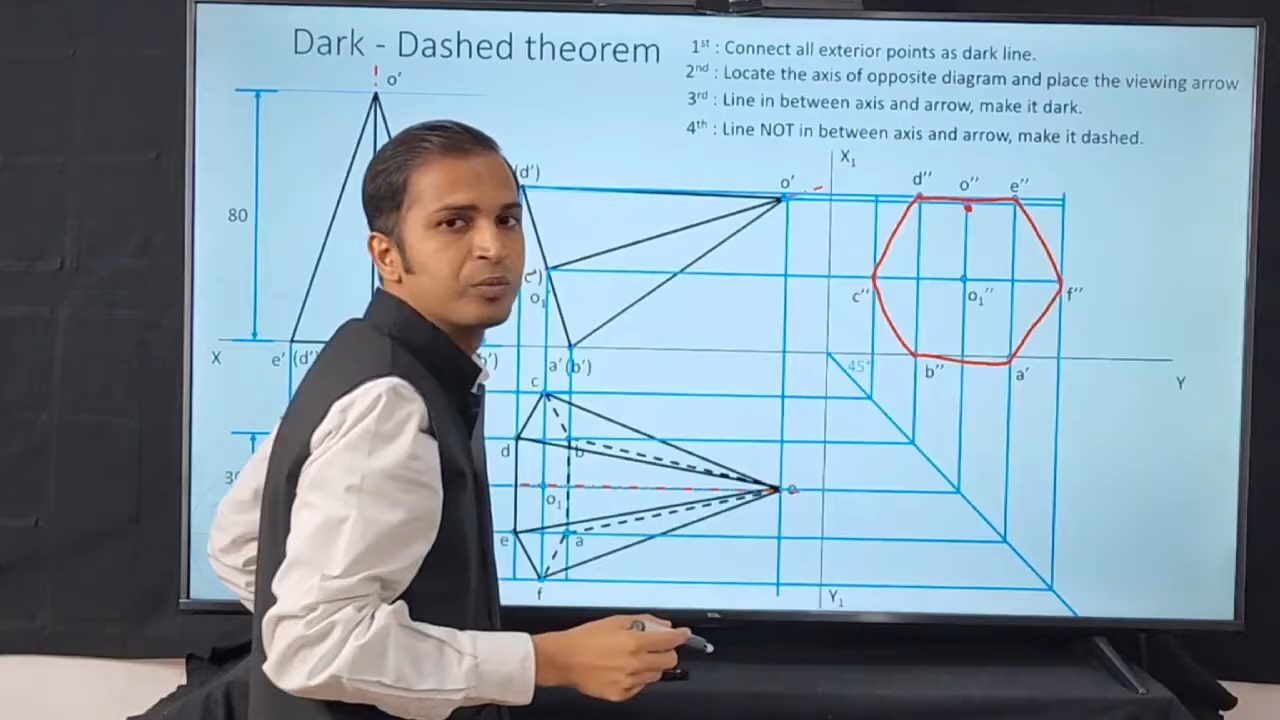 Dark - Dashed theorem
1st : Connect all exterior points as dark line.
2nd : Locate the axis of opposite diagram and place the viewing arrow
3rd : Line in between axis and arrow, make it dark.
4th : Line NOT in between axis and arrow, make it dashed.
o'
X1
(d')
o'
d''
o''
e''
80
c')
o1
c''
o1''
f''
X
e' (d')
b')
a' (b')
45°
b''
a'
Y
c
d
b
o
o1
e
a
f
Y1